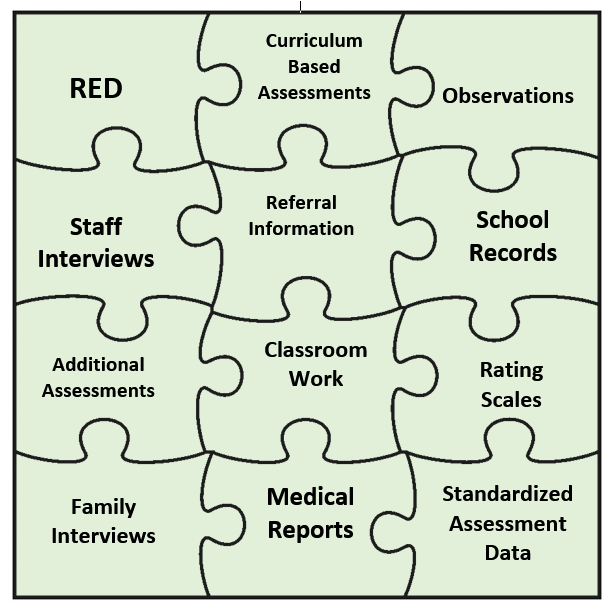 RED
Curriculum
Based
Assessments
Observations
Staff
Interviews
Referral
Information
School
Records
Additional
Assessments
Classroom
Work
Rating
Scales
Family
Interviews
Medical
Reports
Standardized
Assessment
Data